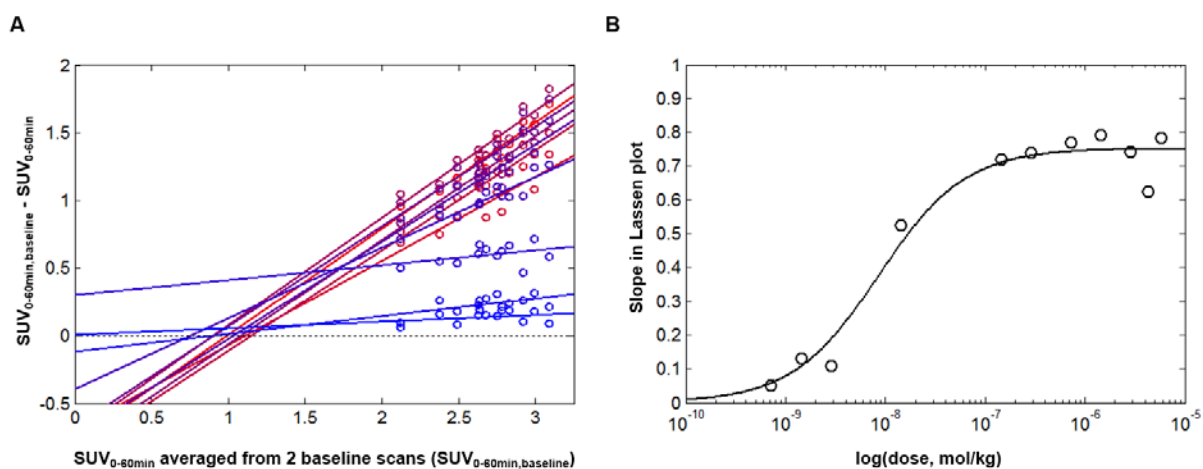 A
B
SUV0-60min,baseline - SUV0-60min
2
1.5
1
0.5
0
-0.5
0 0.5 1 1.5 2 2.5 3
SUV0-60min averaged from 2 baseline scans (SUV0-60min,baseline)
Slope in Lassen plot
1
0.9
0.8
0.7
0.6
0.5
0.4
0.3
0.2
0.1
0
10-10 10-9 10-8 10-7 10-6 10-5
log(dose, mol/kg)